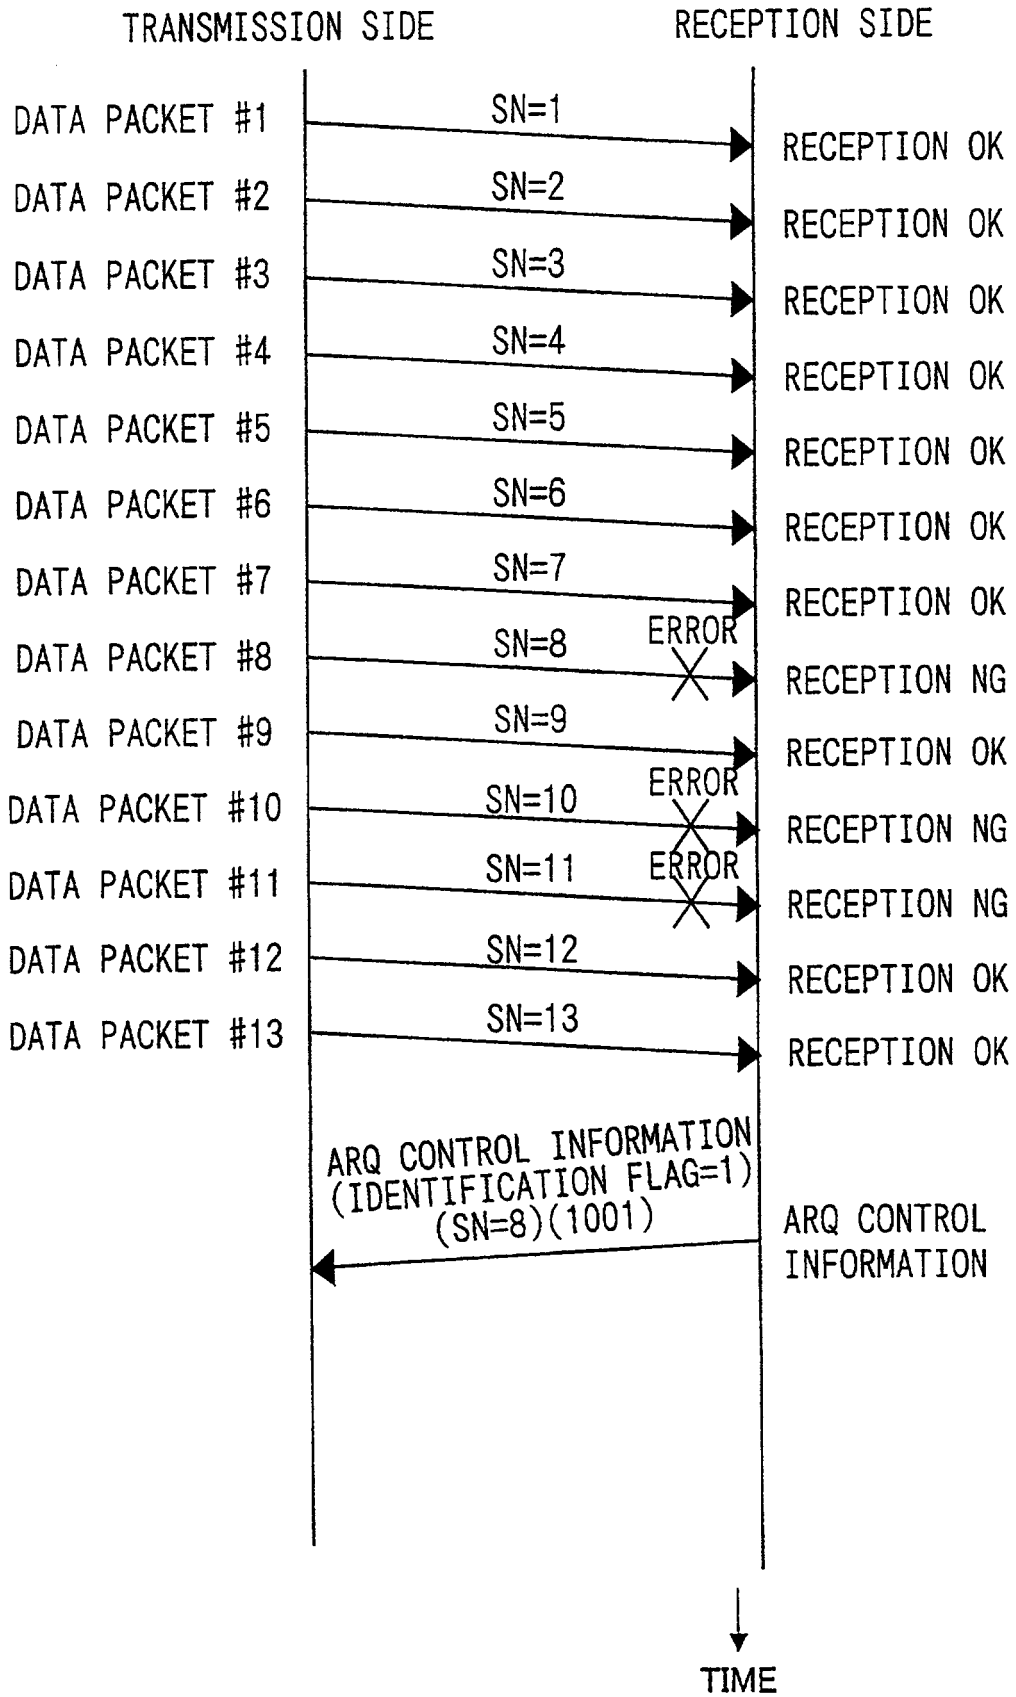 TRANSMISSION SIDE
RECEPTION SIDE
DATA PACKET #1
SN=1
RECEPTION OK
DATA PACKET #2
SN=2
RECEPTION OK
DATA PACKET #3
SN=3
RECEPTION OK
DATA PACKET #4
SN=4
RECEPTION OK
DATA PACKET #5
SN=5
RECEPTION OK
DATA PACKET #6
SN=6
RECEPTION OK
DATA PACKET #7
SN=7
RECEPTION OK
DATA PACKET #8
SN=8
ERROR
RECEPTION NG
DATA PACKET #9
SN=9
RECEPTION OK
DATA PACKET #10
SN=10
ERROR
RECEPTION NG
DATA PACKET #11
SN=11
ERROR
RECEPTION NG
DATA PACKET #12
SN=12
RECEPTION OK
DATA PACKET #13
SN=13
RECEPTION OK
ARQ CONTROL INFORMATION
(IDENTIFICATION FLAG=1)
(SN=8)(1001)
ARQ CONTROL
INFORMATION
TIME